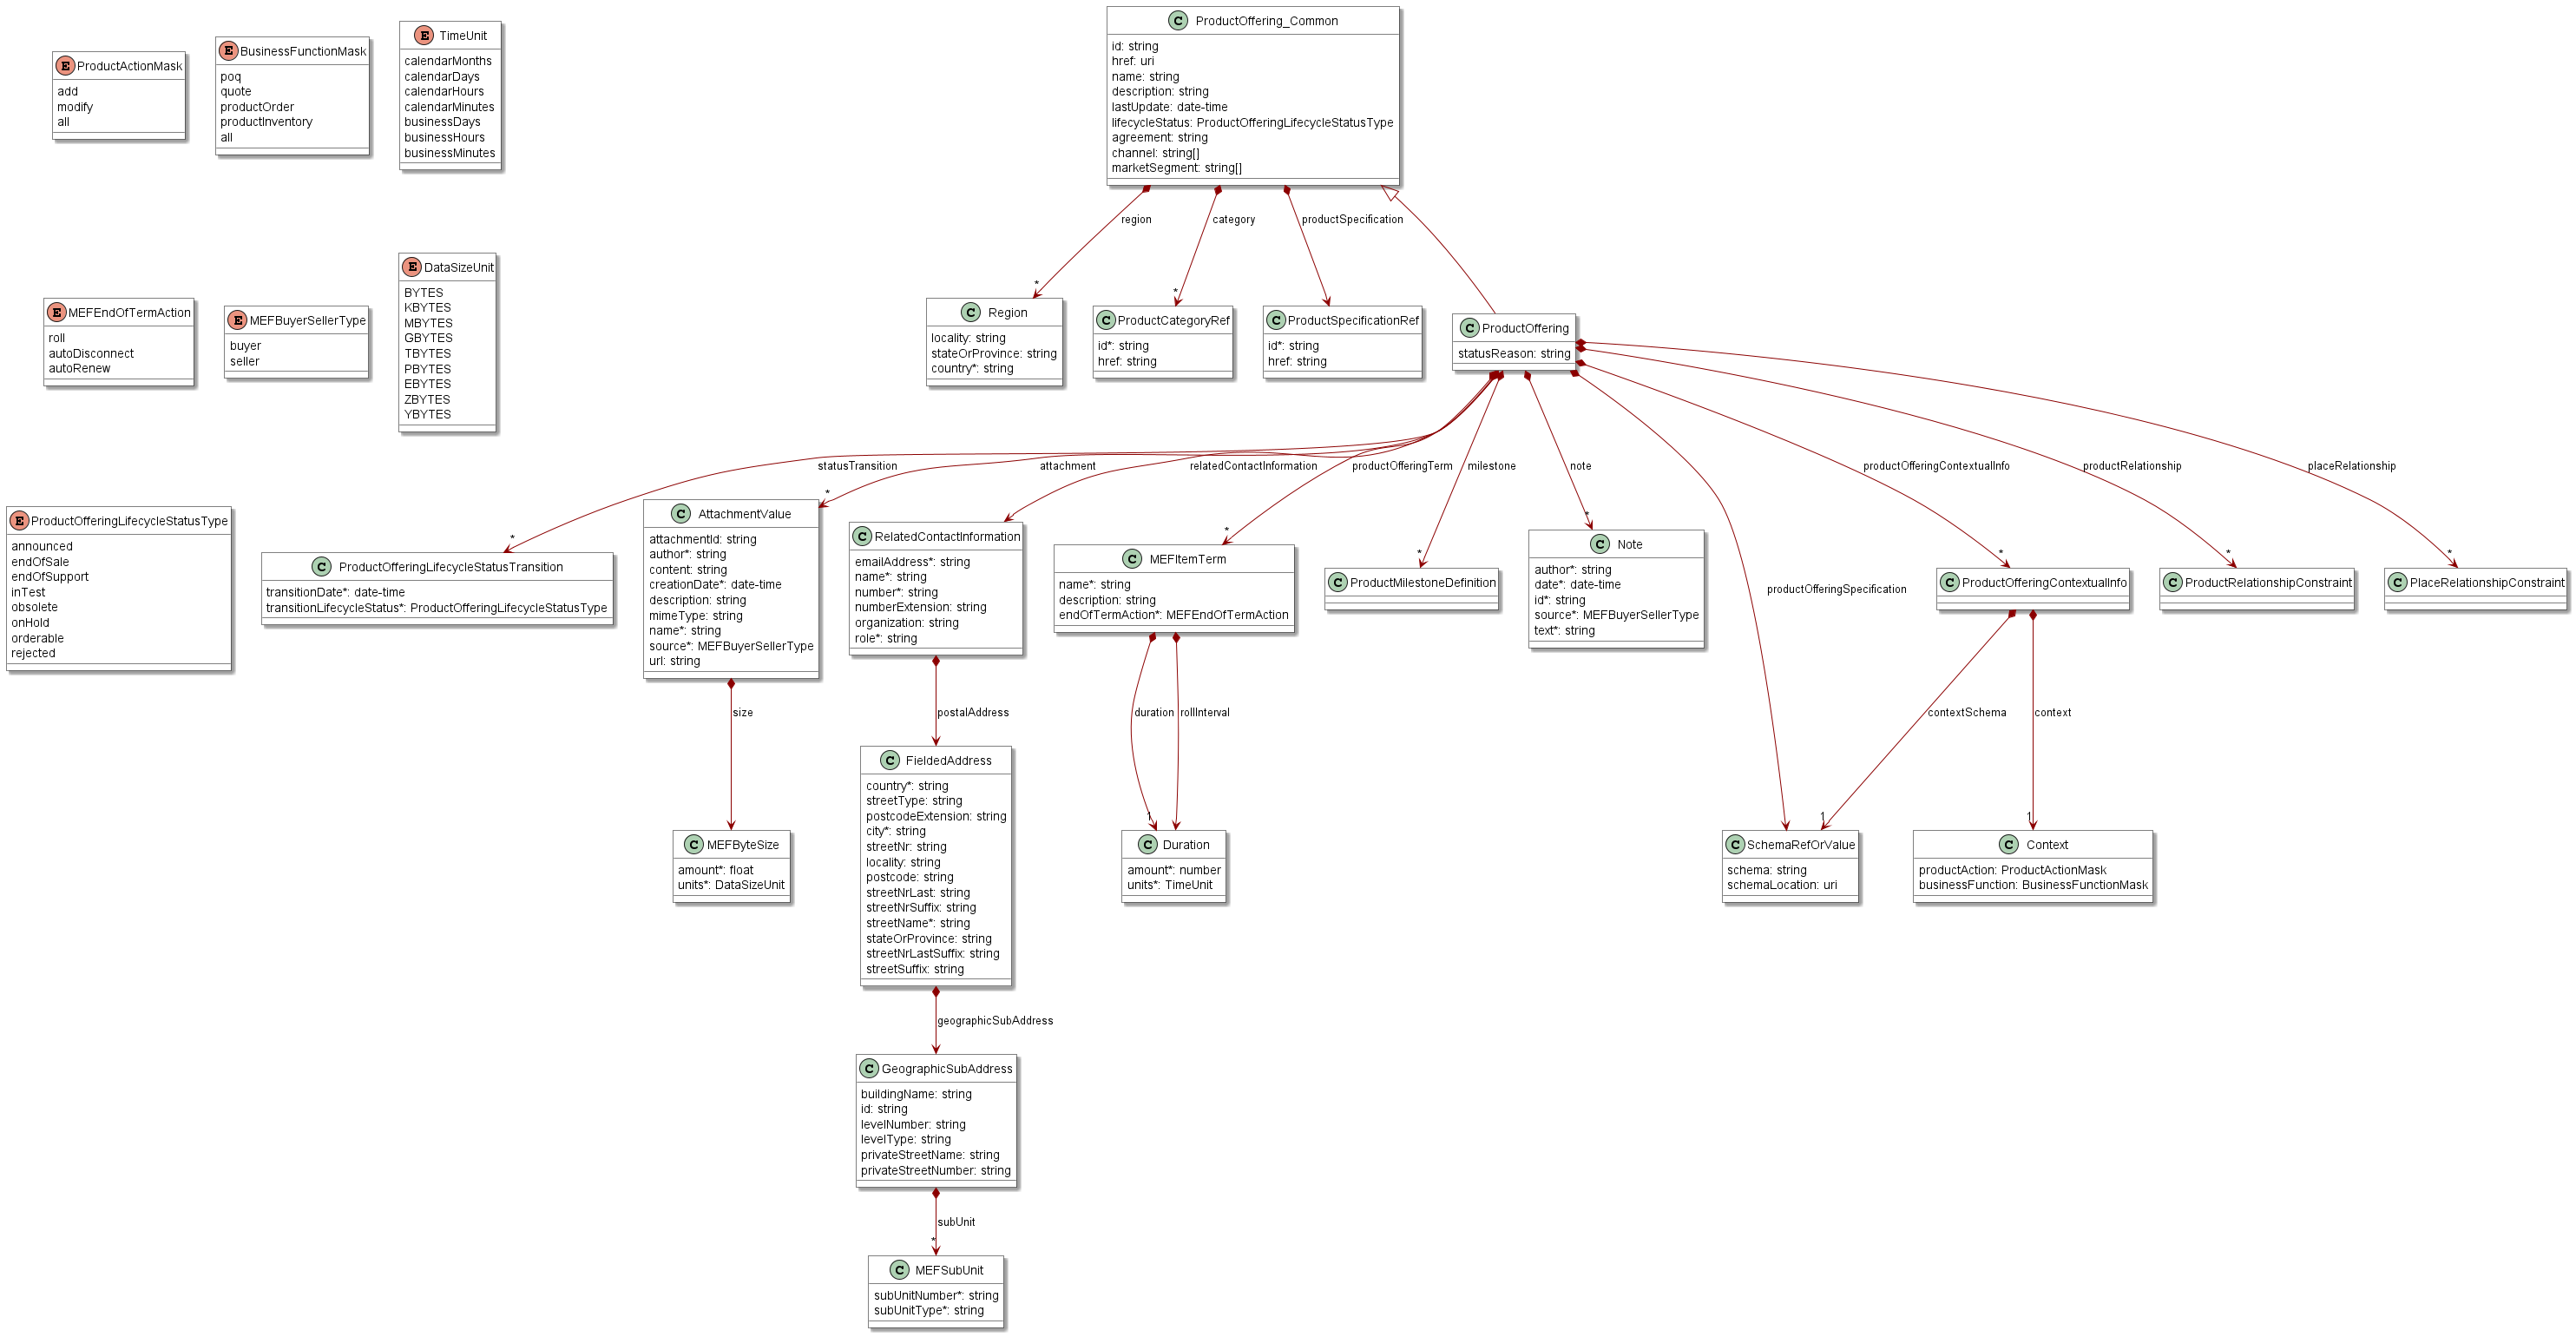 E ProductActionMask
add
modify
all
E BusinessFunctionMask
poq
quote
productOrder
productInventory
all
E TimeUnit
calendarMonths
calendarDays
calendarHours
calendarMinutes
businessDays
businessHours
businessMinutes
C ProductOffering_Common
id: string
href: uri
name: string
description: string
lastUpdate: date-time
lifecycleStatus: ProductOfferingLifecycleStatusType
agreement: string
channel: string[]
marketSegment: string[]
region
category
productSpecification
*
*
E MEFEndOfTermAction
roll
autoDisconnect
autoRenew
E MEFBuyerSellerType
buyer
seller
E DataSizeUnit
BYTES
KBYTES
MBYTES
GBYTES
TBYTES
PBYTES
EBYTES
ZBYTES
YBYTES
C Region
locality: string
stateOrProvince: string
country*: string
C ProductCategoryRef
id*: string
href: string
C ProductSpecificationRef
id*: string
href: string
C ProductOffering
statusReason: string
statusTransition
attachment
relatedContactInformation
productOfferingTerm
milestone
note
productOfferingContextualInfo
productRelationship
placeRelationship
*
*
*
*
*
*
*
*
E ProductOfferingLifecycleStatusType
announced
endOfSale
endOfSupport
inTest
obsolete
onHold
orderable
rejected
C ProductOfferingLifecycleStatusTransition
transitionDate*: date-time
transitionLifecycleStatus*: ProductOfferingLifecycleStatusType
C AttachmentValue
attachmentId: string
author*: string
content: string
creationDate*: date-time
description: string
mimeType: string
name*: string
source*: MEFBuyerSellerType
url: string
C RelatedContactInformation
emailAddress*: string
name*: string
number*: string
numberExtension: string
organization: string
role*: string
C MEFItemTerm
name*: string
description: string
endOfTermAction*: MEFEndOfTermAction
C ProductMilestoneDefinition
C Note
author*: string
date*: date-time
id*: string
source*: MEFBuyerSellerType
text*: string
productOfferingSpecification
C ProductOfferingContextualInfo
C ProductRelationshipConstraint
C PlaceRelationshipConstraint
size
postalAddress
duration
rollInterval
contextSchema
context
1
1
1
C MEFByteSize
amount*: float
units*: DataSizeUnit
C FieldedAddress
country*: string
streetType: string
postcodeExtension: string
city*: string
streetNr: string
locality: string
postcode: string
streetNrLast: string
streetNrSuffix: string
streetName*: string
stateOrProvince: string
streetNrLastSuffix: string
streetSuffix: string
C Duration
amount*: number
units*: TimeUnit
C SchemaRefOrValue
schema: string
schemaLocation: uri
C Context
productAction: ProductActionMask
businessFunction: BusinessFunctionMask
geographicSubAddress
C GeographicSubAddress
buildingName: string
id: string
levelNumber: string
levelType: string
privateStreetName: string
privateStreetNumber: string
subUnit
*
C MEFSubUnit
subUnitNumber*: string
subUnitType*: string